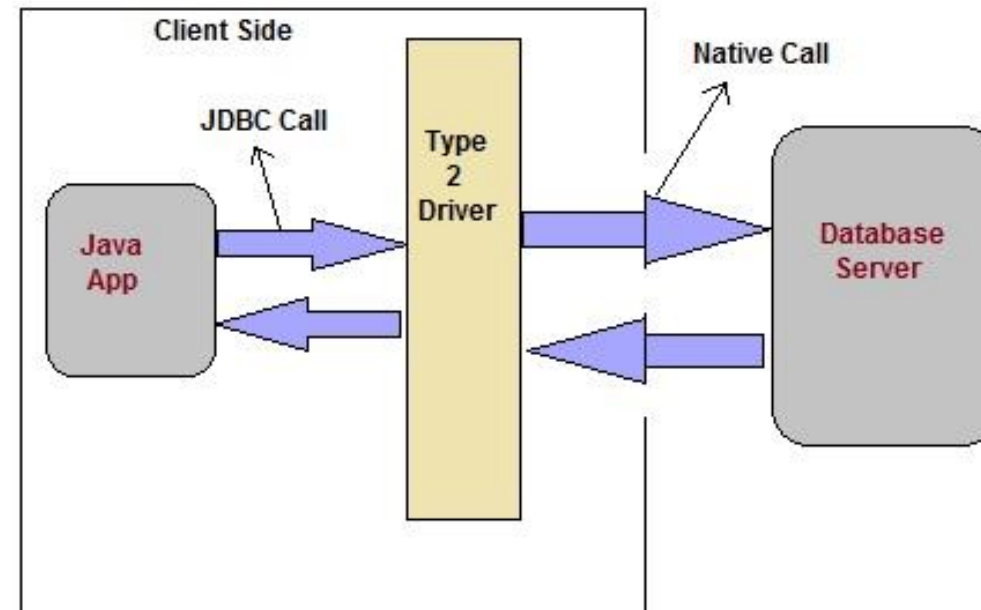 Client Side
Native Call
JDBC Call
Type
2
Driver
Java
App
Database
Server